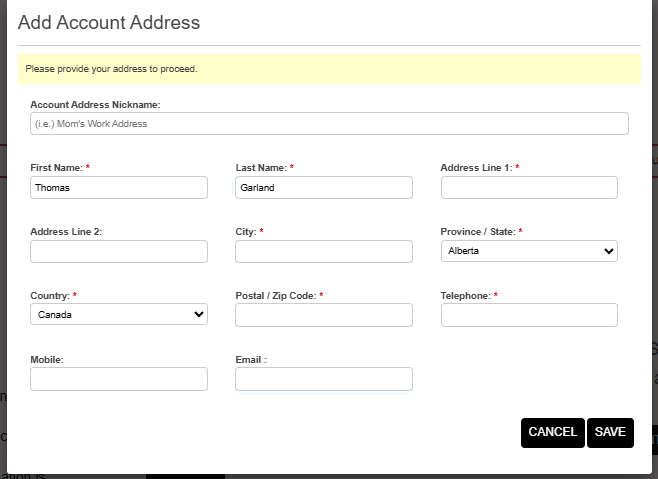 Add Account Address
Please provide your address to proceed.
Account Address Nickname:
(i.e.) Mom's Work Address
First Name: *
Last Name: *
Address Line 1: *
Thomas
Garland
Address Line 2:
City: *
Province / State: *
Alberta
Country: *
Postal / Zip Code: *
Telephone: *
Canada
Mobile:
Email :
CANCEL
SAVE